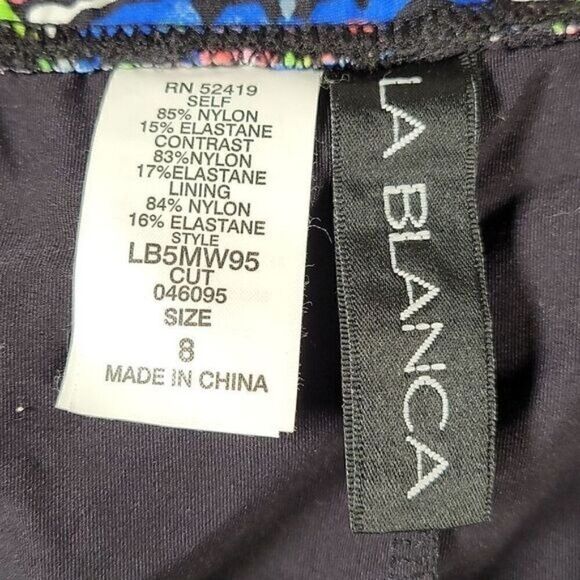 RN 52419
SELF
85% NYLON
15% ELASTANE
CONTRAST
83%NYLON
17%ELASTANE
LINING
84% NYLON
16% ELASTANE
STYLE
LB5MW95
CUT
046095
SIZE
8
MADE IN CHINA
LA BLANCA